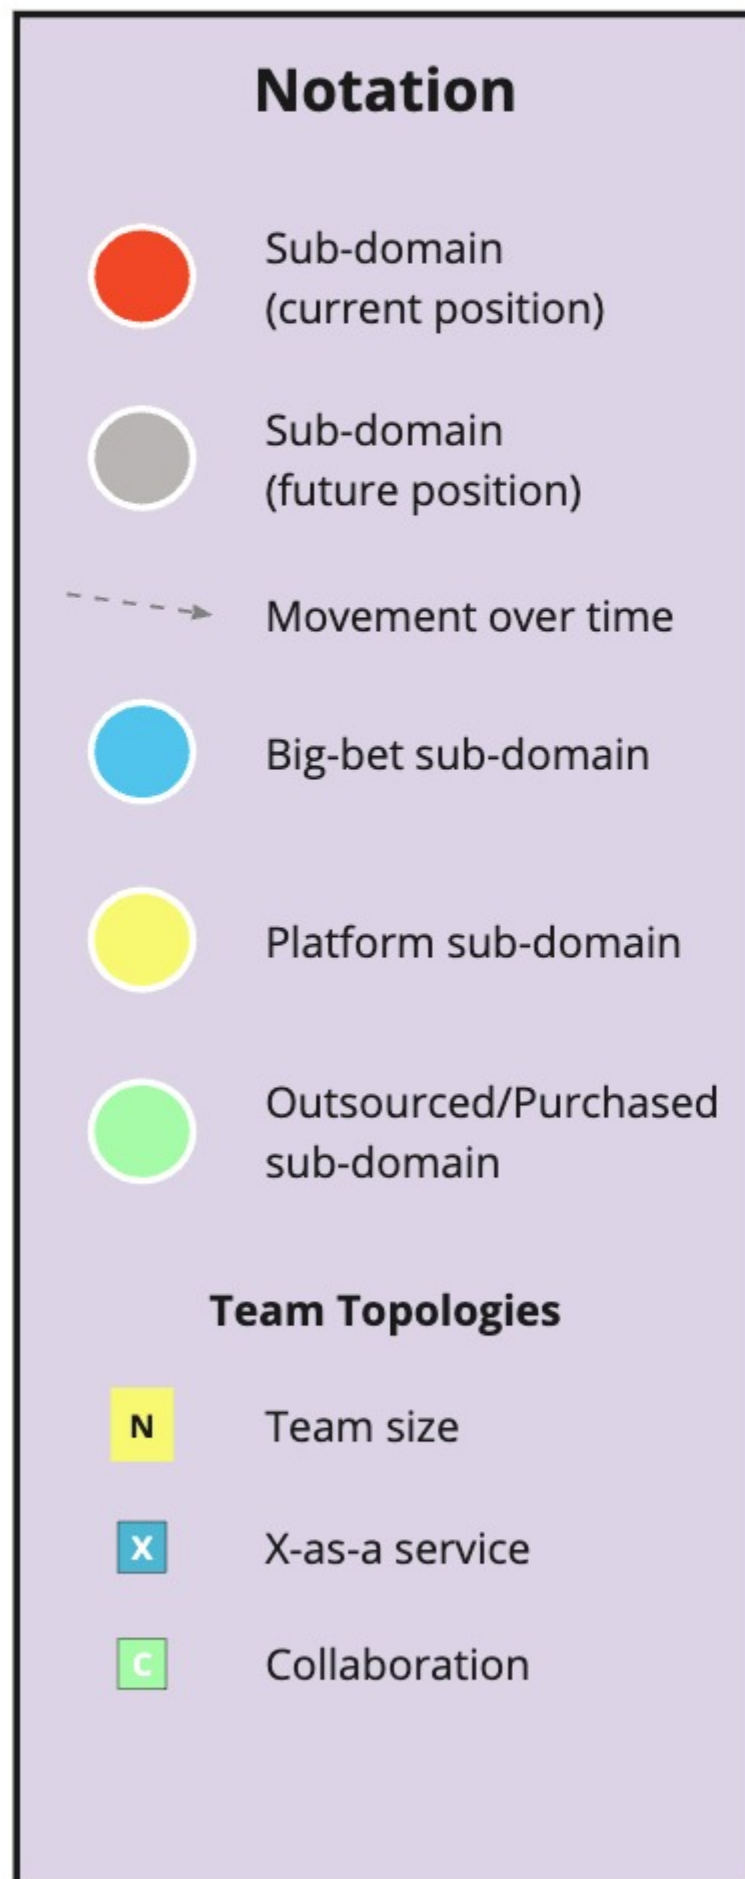 Notation
Sub-domain
(current position)
Sub-domain
(future position)
Movement over time
Big-bet sub-domain
Platform sub-domain
Outsourced/Purchased
sub-domain
Team Topologies
N Team size
X X-as-a service
C Collaboration